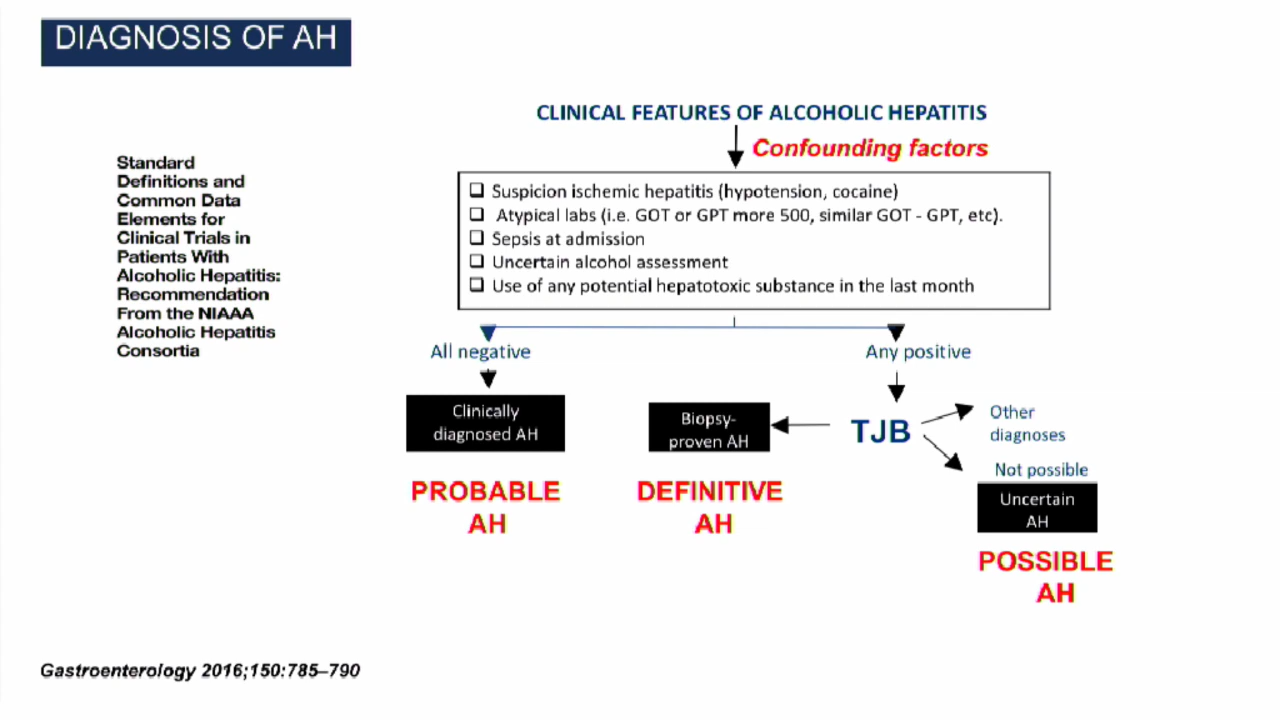 DIAGNOSIS OF AH
CLINICAL FEATURES OF ALCOHOLIC HEPATITIS
Confounding factors
Standard
Definitions and
Common Data
Elements for
Clinical Trials in
Patients With
Alcoholic Hepatitis:
Recommendation
From the NIAAA
Alcoholic Hepatitis
Consortia
❑ Suspicion ischemic hepatitis (hypotension, cocaine)
❑ Atypical labs (i.e. GOT or GPT more 500, similar GOT - GPT, etc).
❑ Sepsis at admission
❑ Uncertain alcohol assessment
❑ Use of any potential hepatotoxic substance in the last month
All negative
Any positive
Clinically
diagnosed AH
PROBABLE
AH
Biopsy-
proven AH
DEFINITIVE
AH
TJB
Other
diagnoses
Not possible
Uncertain
AH
POSSIBLE
AH
Gastroenterology 2016;150:785–790